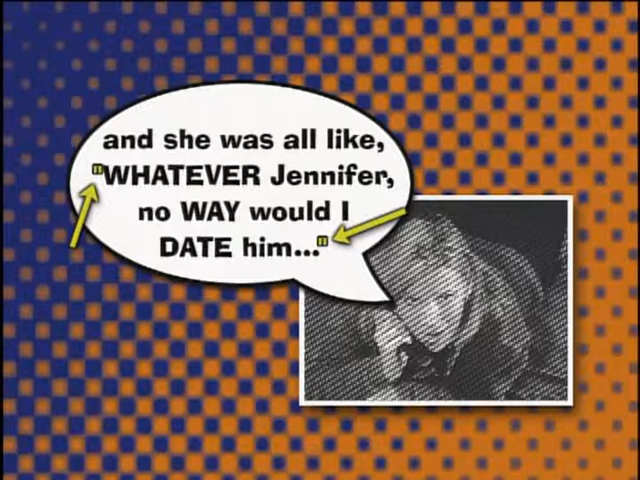 and she was all like,
"WHATEVER Jennifer,
no WAY would I
DATE him..."